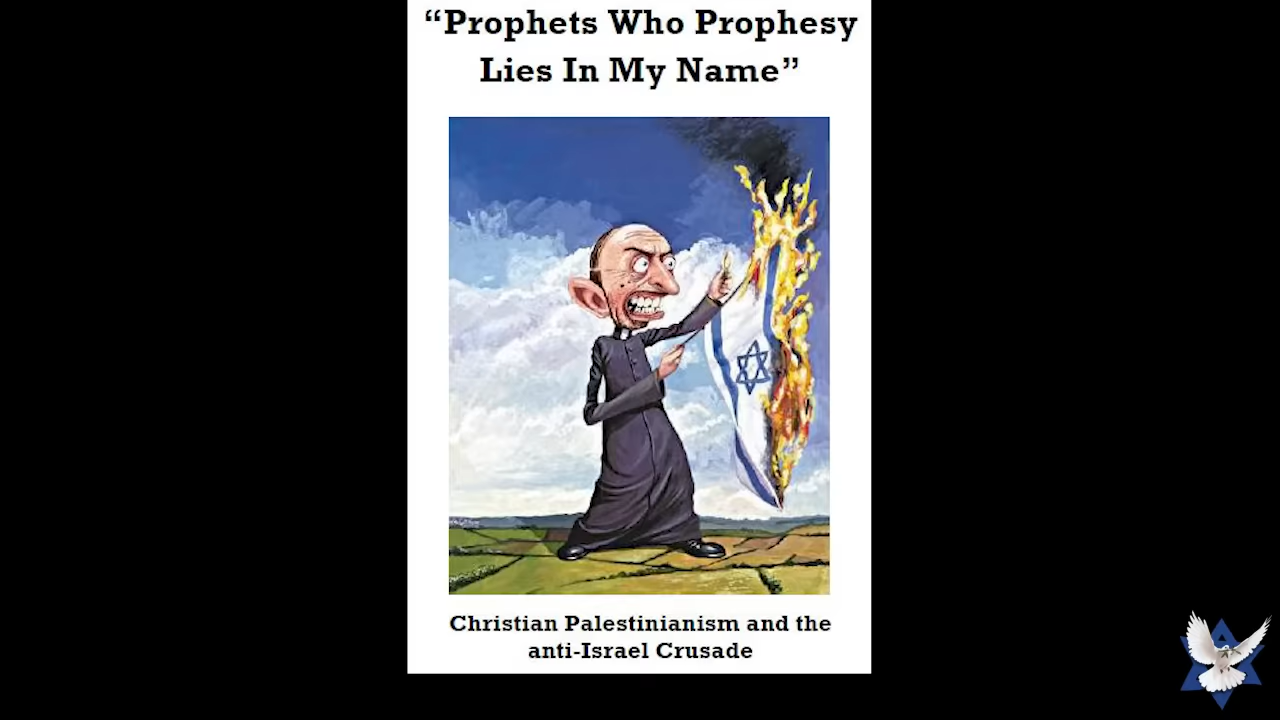 “Prophets Who Prophesy
Lies In My Name”
Christian Palestinianism and the
anti-Israel Crusade